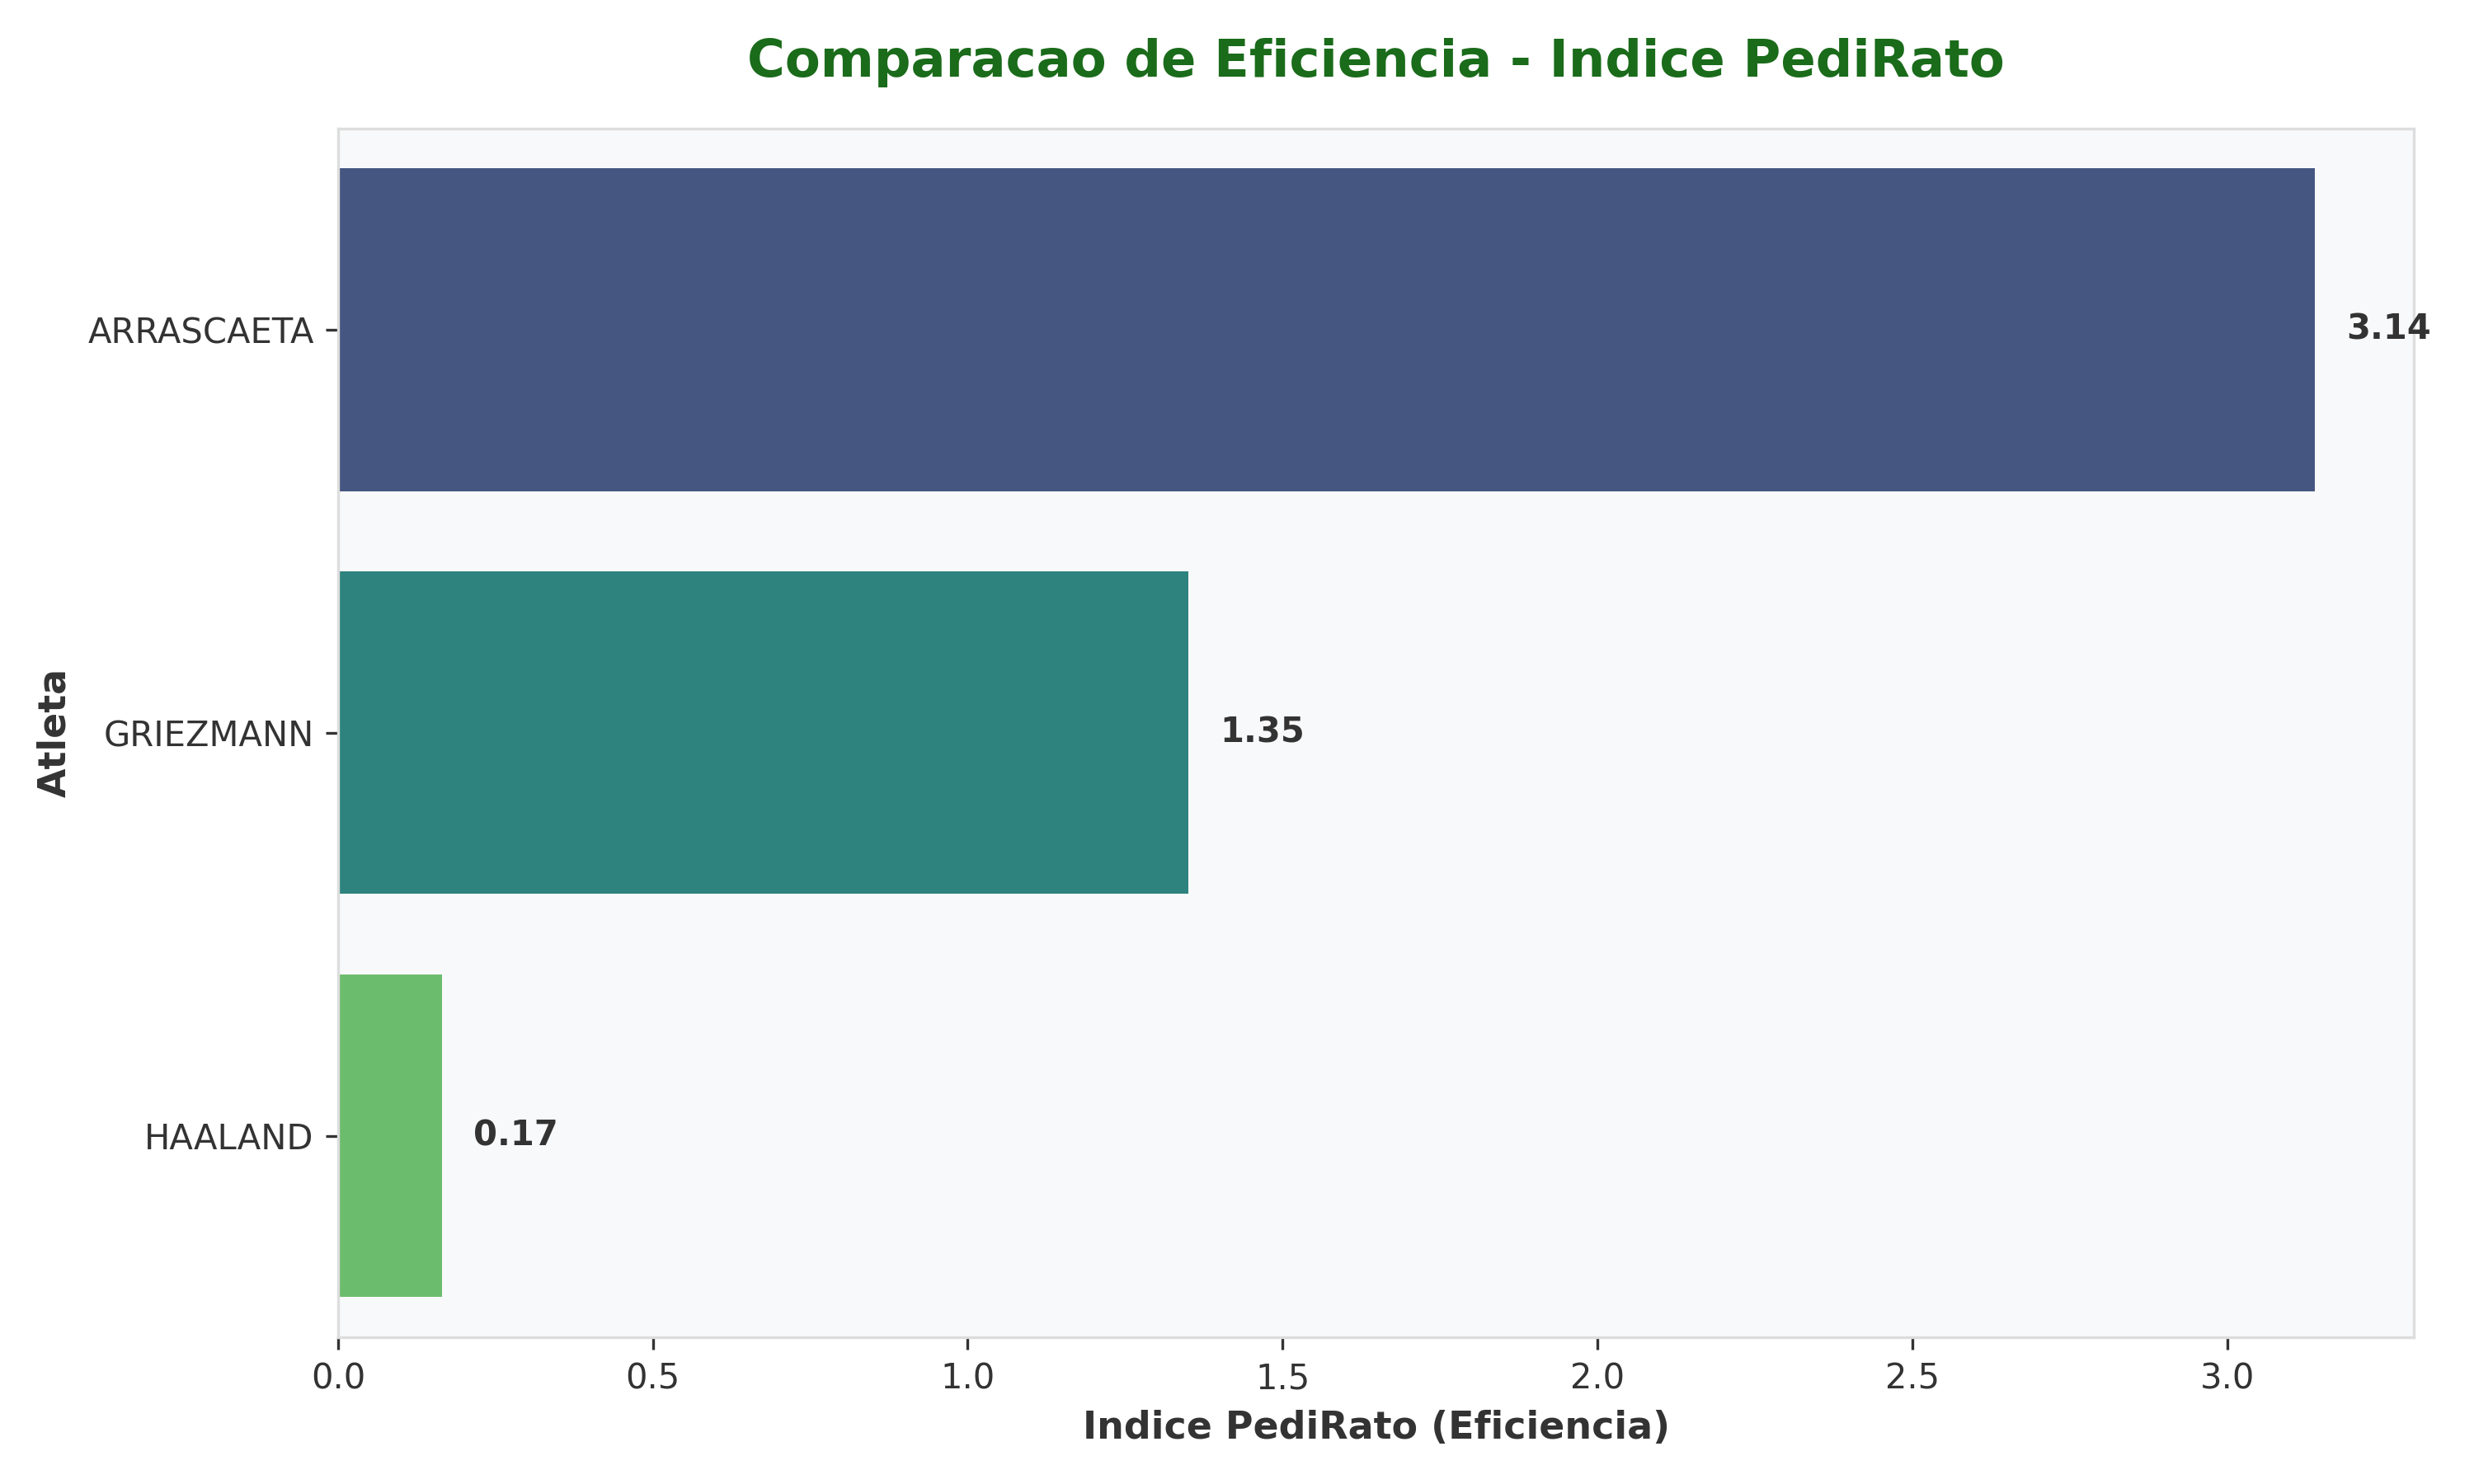 Comparacao de Eficiencia - Indice PediRato
ARRASCAETA
3.14
GRIEZMANN
1.35
HAALAND
0.17
Atleta
0.0 0.5 1.0 1.5 2.0 2.5 3.0
Indice PediRato (Eficiencia)